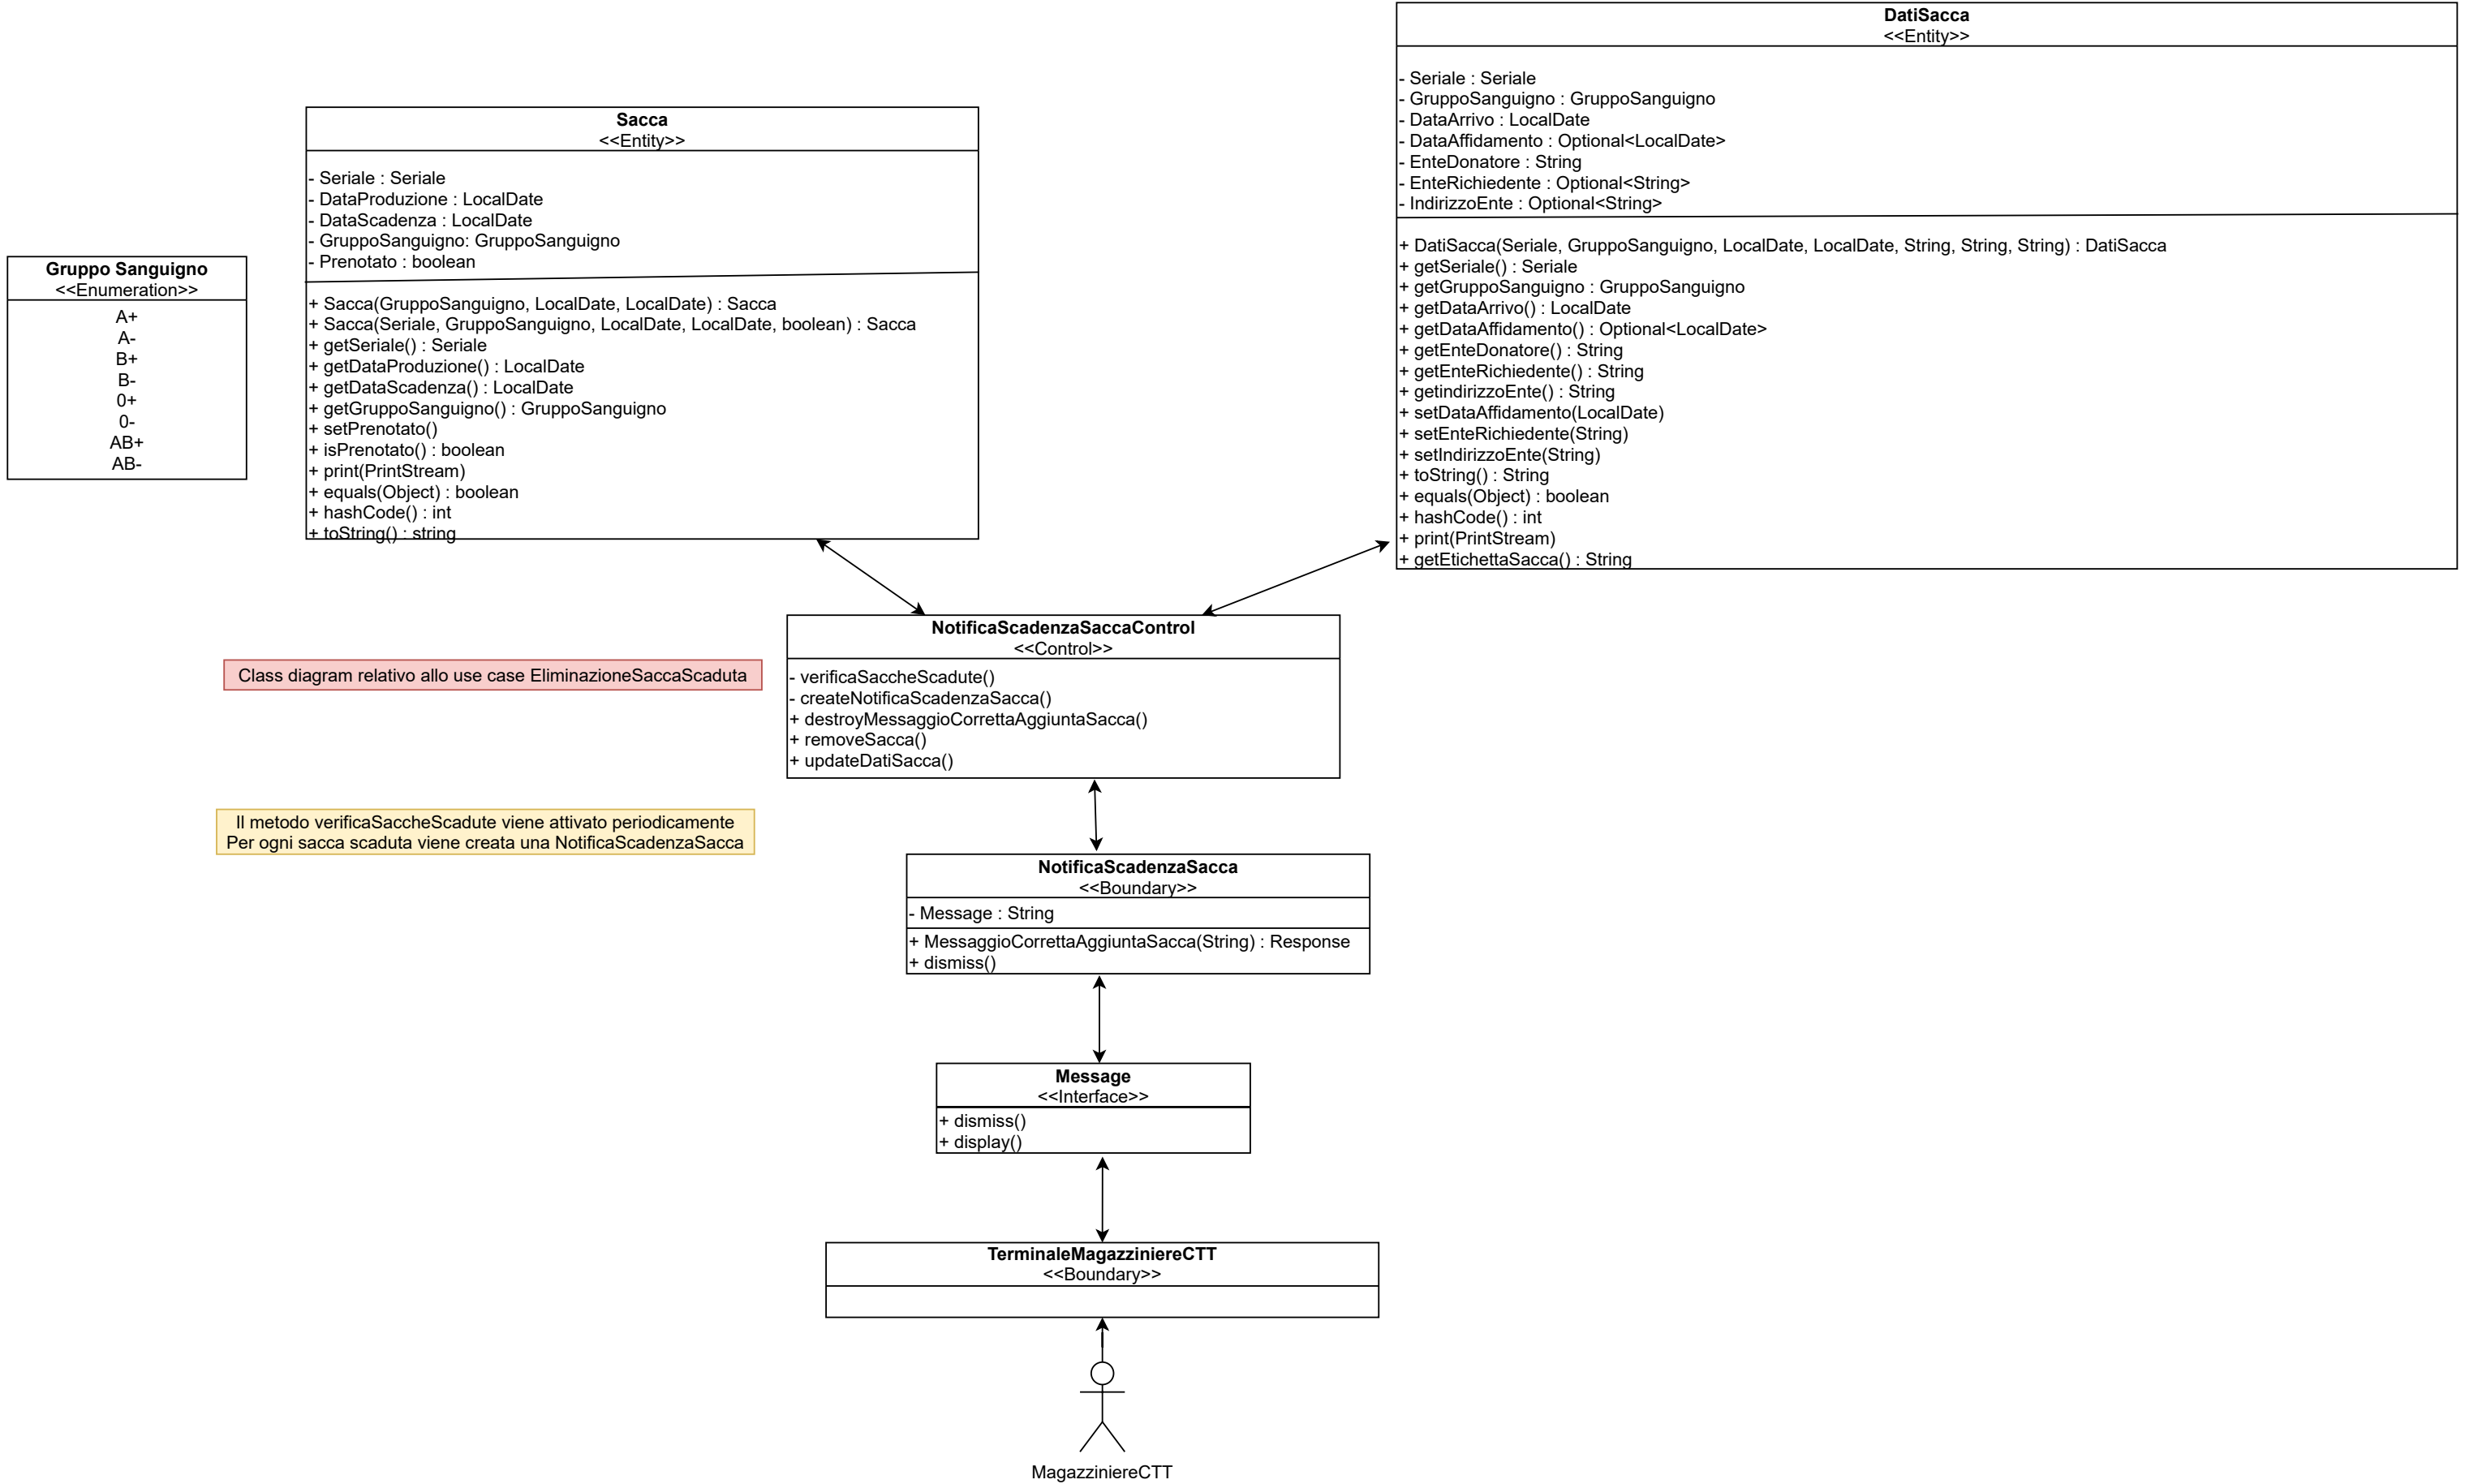 DatiSacca
<<Entity>>
- Seriale : Seriale
- GruppoSanguigno : GruppoSanguigno
- DataArrivo : LocalDate
- DataAffidamento : Optional<LocalDate>
- EnteDonatore : String
- EnteRichiedente : Optional<String>
- IndirizzoEnte : Optional<String>
+ DatiSacca(Seriale, GruppoSanguigno, LocalDate, LocalDate, String, String, String) : DatiSacca
+ getSeriale() : Seriale
+ getGruppoSanguigno : GruppoSanguigno
+ getDataArrivo() : LocalDate
+ getDataAffidamento() : Optional<LocalDate>
+ getEnteDonatore() : String
+ getEnteRichiedente() : String
+ getindirizzoEnte() : String
+ setDataAffidamento(LocalDate)
+ setEnteRichiedente(String)
+ setIndirizzoEnte(String)
+ toString() : String
+ equals(Object) : boolean
+ hashCode() : int
+ print(PrintStream)
+ getEtichettaSacca() : String
Sacca
<<Entity>>
- Seriale : Seriale
- DataProduzione : LocalDate
- DataScadenza : LocalDate
- GruppoSanguigno: GruppoSanguigno
- Prenotato : boolean
+ Sacca(GruppoSanguigno, LocalDate, LocalDate) : Sacca
+ Sacca(Seriale, GruppoSanguigno, LocalDate, LocalDate, boolean) : Sacca
+ getSeriale() : Seriale
+ getDataProduzione() : LocalDate
+ getDataScadenza() : LocalDate
+ getGruppoSanguigno() : GruppoSanguigno
+ setPrenotato()
+ isPrenotato() : boolean
+ print(PrintStream)
+ equals(Object) : boolean
+ hashCode() : int
+ toString() : string
Gruppo Sanguigno
<<Enumeration>>
A+
A-
B+
B-
0+
0-
AB+
AB-
NotificaScadenzaSaccaControl
<<Control>>
- verificaSaccheScadute()
- createNotificaScadenzaSacca()
+ destroyMessaggioCorrettaAggiuntaSacca()
+ removeSacca()
+ updateDatiSacca()
Class diagram relativo allo use case EliminazioneSaccaScaduta
Il metodo verificaSaccheScadute viene attivato periodicamente
Per ogni sacca scaduta viene creata una NotificaScadenzaSacca
NotificaScadenzaSacca
<<Boundary>>
- Message : String
+ MessaggioCorrettaAggiuntaSacca(String) : Response
+ dismiss()
Message
<<Interface>>
+ dismiss()
+ display()
TerminaleMagazziniereCTT
<<Boundary>>
MagazziniereCTT